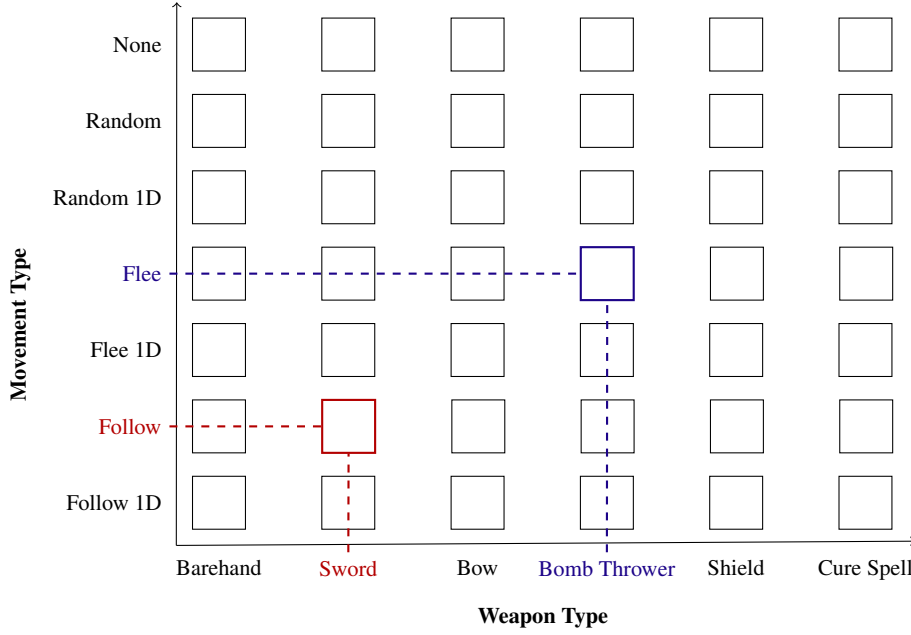 None
Random
Random 1D
Flee
Flee 1D
Follow
Follow 1D
Movement Type
Barehand Sword Bow Bomb Thrower Shield Cure Spell
Weapon Type